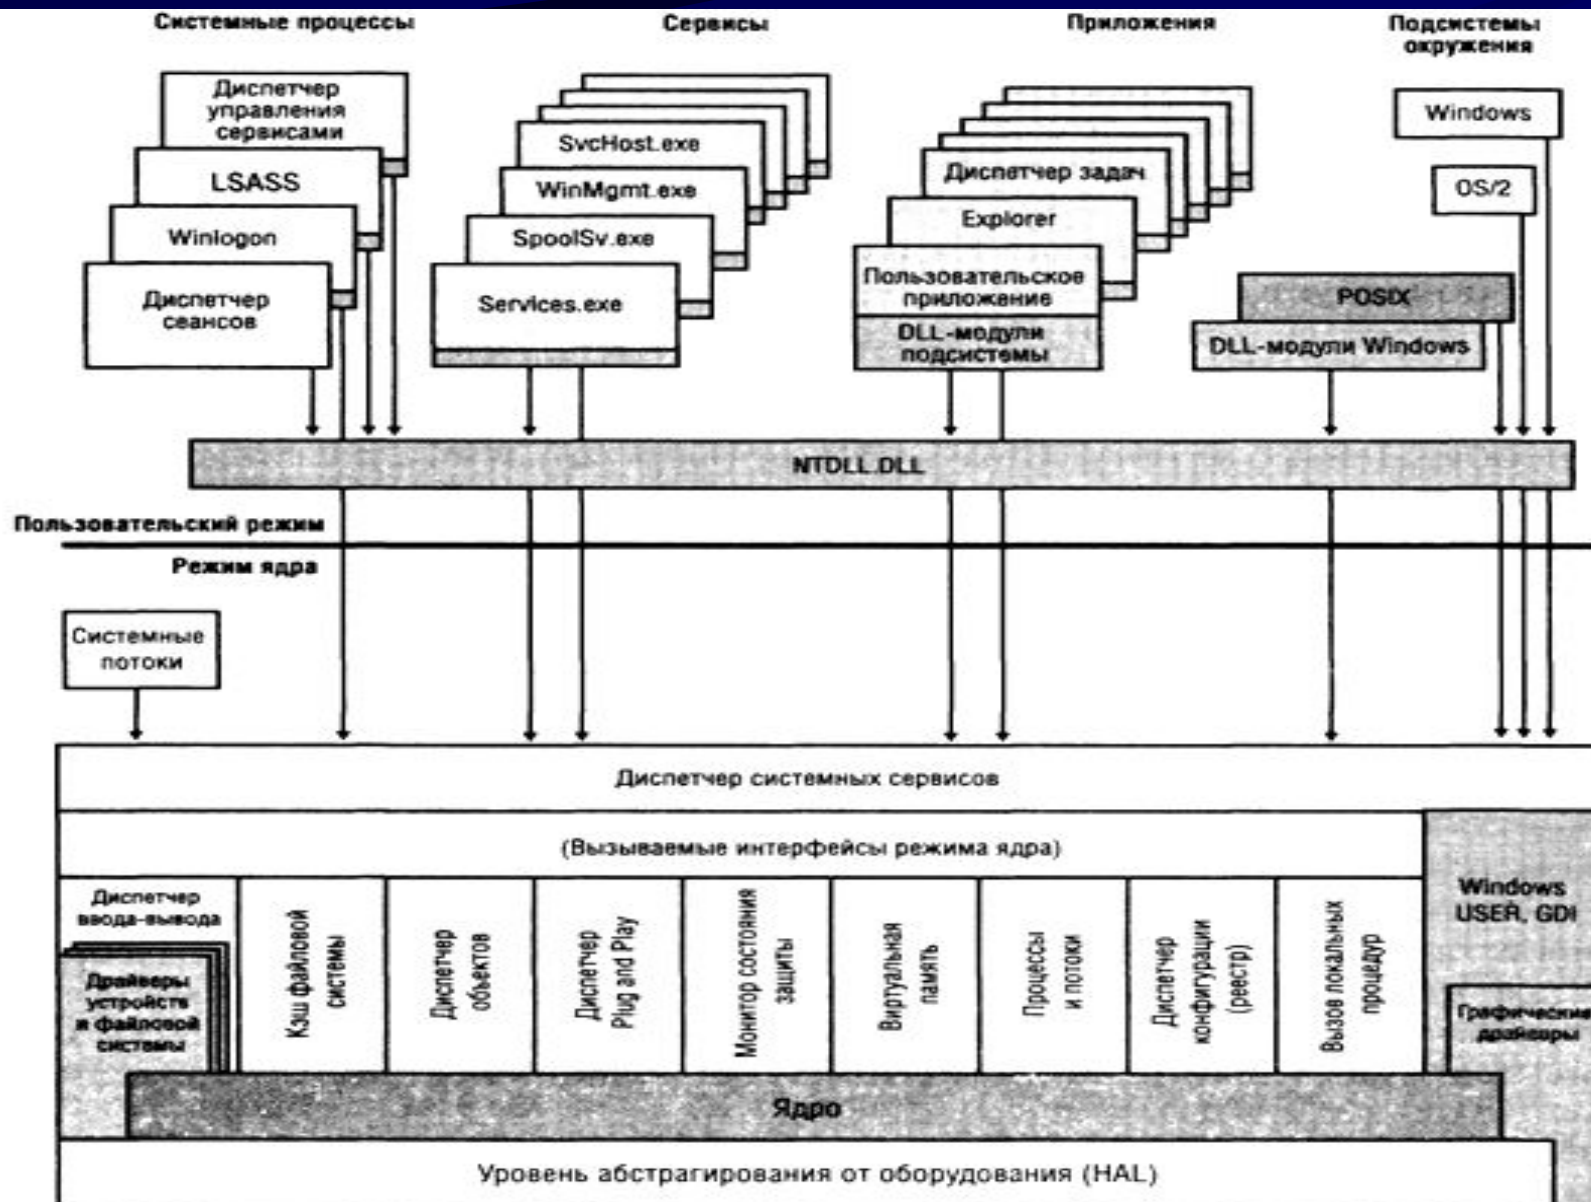 Системные процессы
Сервисы
Приложения
Подсистемы
окружения
Диспетчер
управления
сервисами
LSASS
Winlogon
Диспетчер
сеансов
SvcHost.exe
WinMgmt.exe
SpoolSv.exe
Services.exe
Диспетчер задач
Explorer
Пользовательское
приложение
DLL-модули
подсистемы
Windows
OS/2
POSIX
DLL-модули Windows
NTDLL.DLL
Пользовательский режим
Режим ядра
Системные
потоки
Диспетчер системных сервисов
(Вызываемые интерфейсы режима ядра)
Диспетчер
ввода-вывода
Драйверы
устройств
и файловой
системы
Кэш файловой
системы
Диспетчер
объектов
Диспетчер
Plug and Play
Монитор состояния
защиты
Виртуальная
память
Процессы
и потоки
Диспетчер
конфигурации
(реестр)
Вызов локальных
процедур
Windows
USER, GDI
Графические
драйверы
Ядро
Уровень абстрагирования от оборудования (HAL)